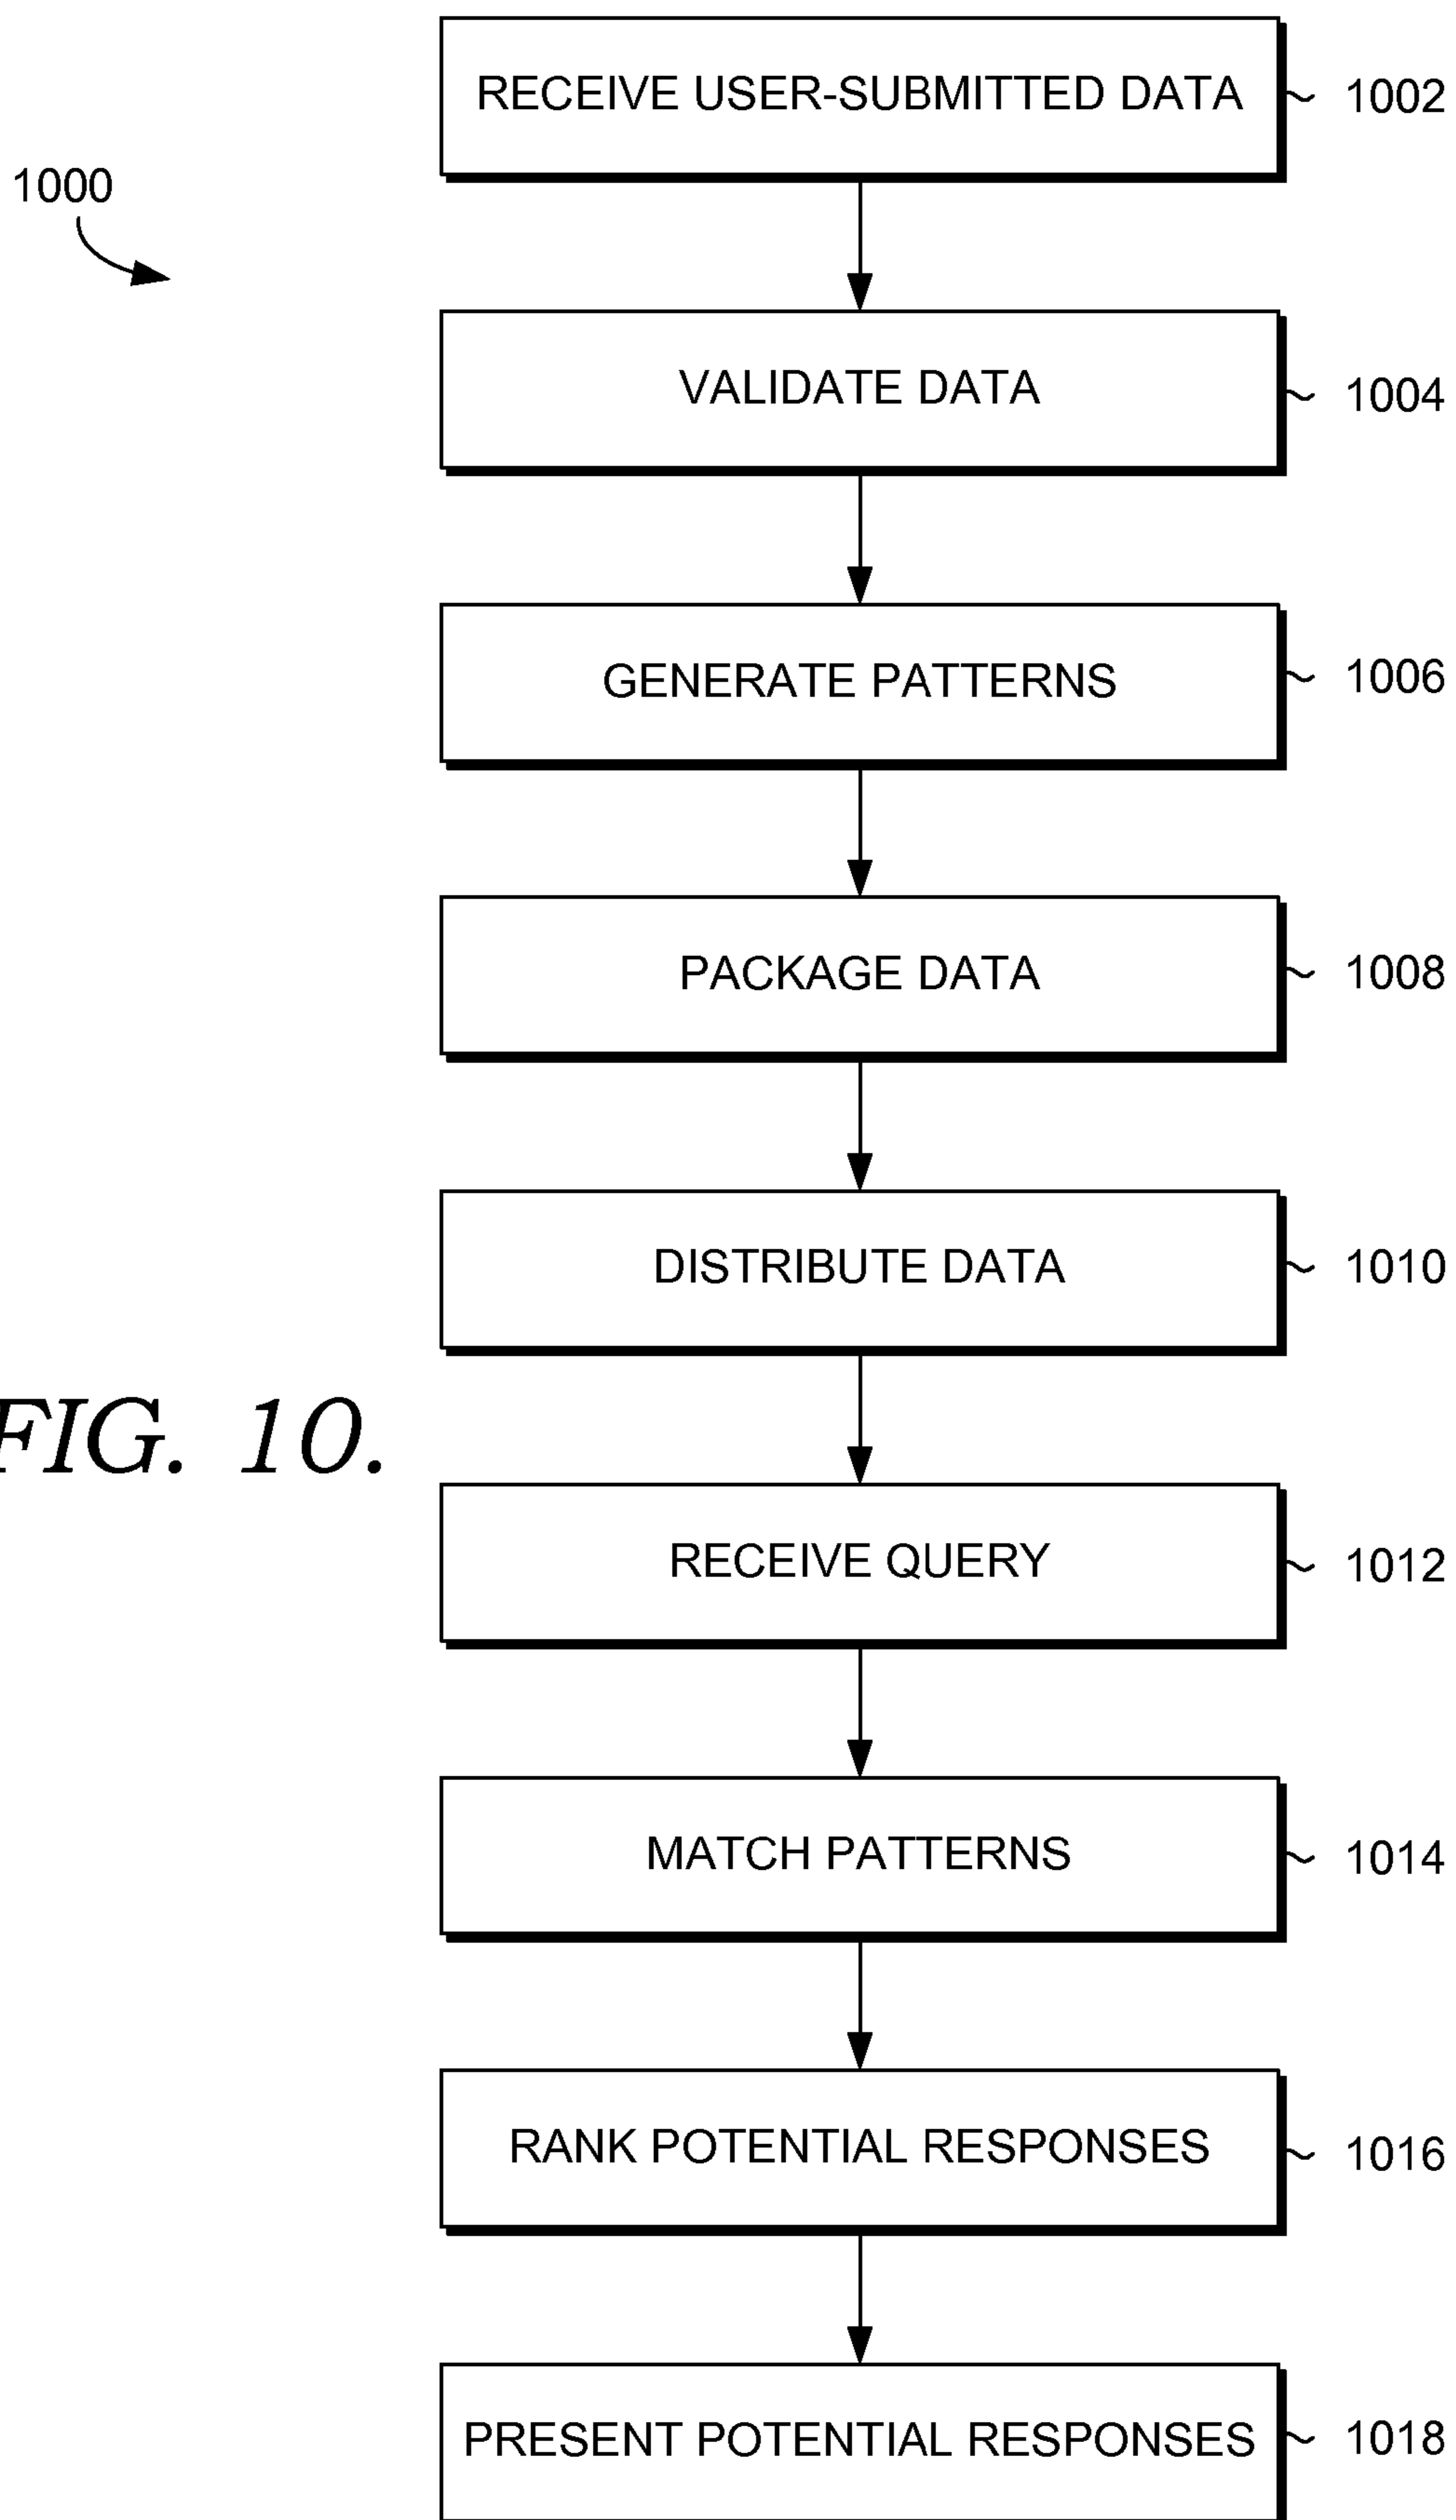 RECEIVE USER-SUBMITTED DATA 1002
1000
VALIDATE DATA 1004
GENERATE PATTERNS 1006
PACKAGE DATA 1008
DISTRIBUTE DATA 1010
FIG. 10.
RECEIVE QUERY 1012
MATCH PATTERNS 1014
RANK POTENTIAL RESPONSES 1016
PRESENT POTENTIAL RESPONSES 1018